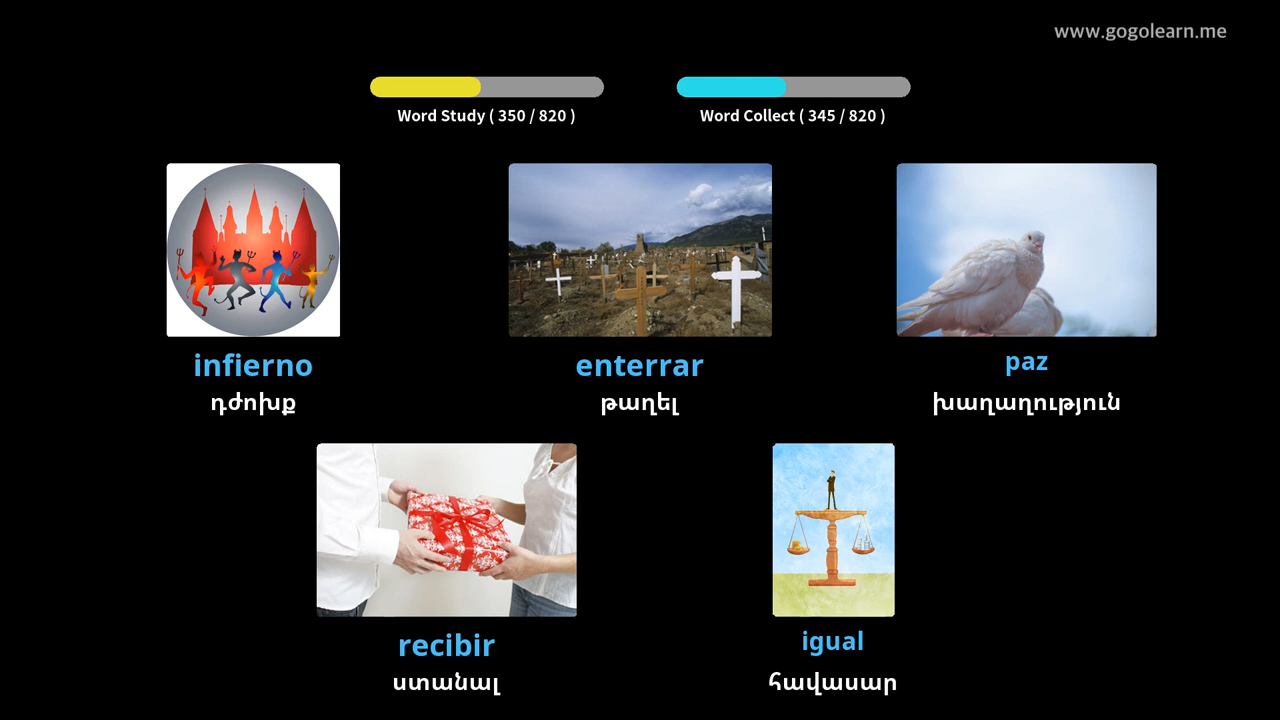 www.gogolearn.me
Word Study ( 350 / 820 )
Word Collect ( 345 / 820 )
infierno
դժոխք
enterrar
թաղել
paz
խաղաղություն
recibir
ստանալ
igual
հավասար